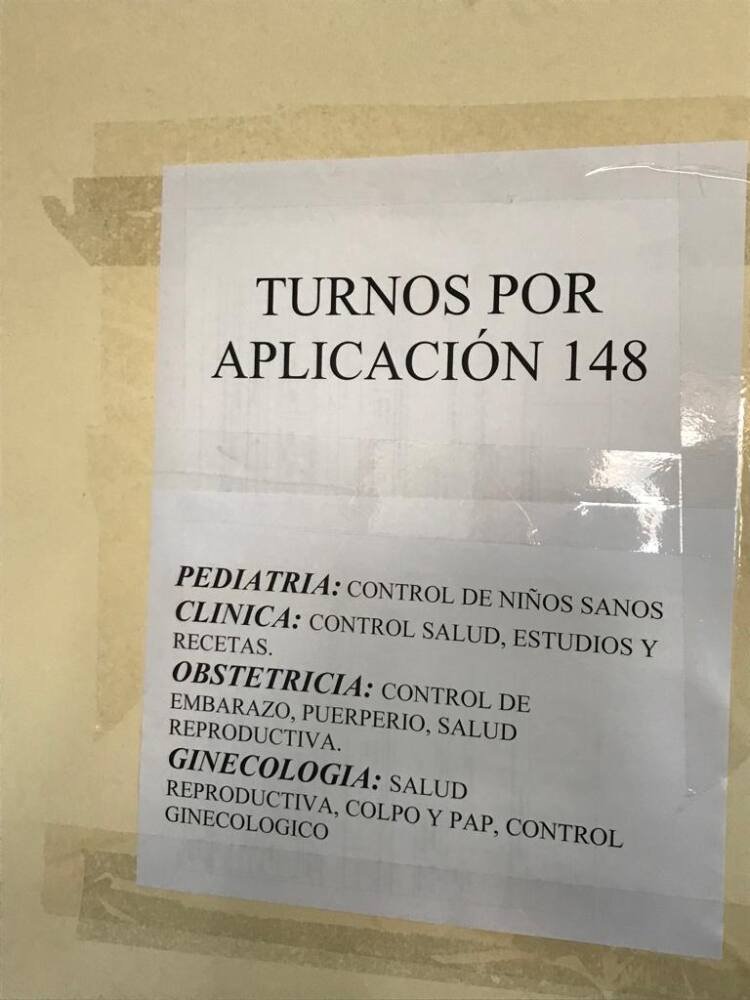 TURNOS POR
APLICACIÓN 148
PEDIATRIA: CONTROL DE NIÑOS SANOS
CLINICA: CONTROL SALUD, ESTUDIOS Y
RECETAS.
OBSTETRICIA: CONTROL DE
EMBARAZO, PUERPERIO, SALUD
REPRODUCTIVA.
GINECOLOGIA: SALUD
REPRODUCTIVA, COLPO Y PAP, CONTROL
GINECOLOGICO